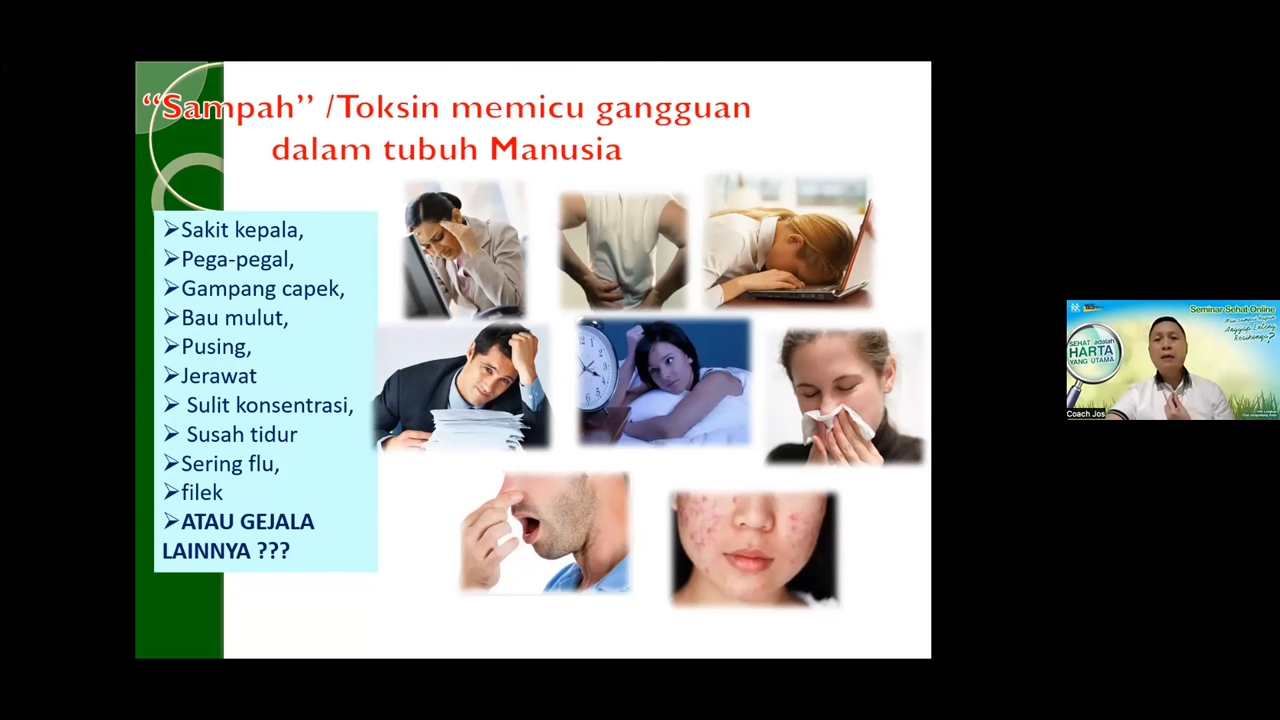 “Sampah” /Toksin memicu gangguan
dalam tubuh Manusia
➢Sakit kepala,
➢Pega-pegal,
➢Gampang capek,
➢Bau mulut,
➢Pusing,
➢Jerawat
➢ Sulit konsentrasi,
➢ Susah tidur
➢Sering flu,
➢filek
➢ATAU GEJALA
LAINNYA ???
YES
Seminar Sehat Online
SEHAT adalah
HARTA
YANG UTAMA
Coach Jos